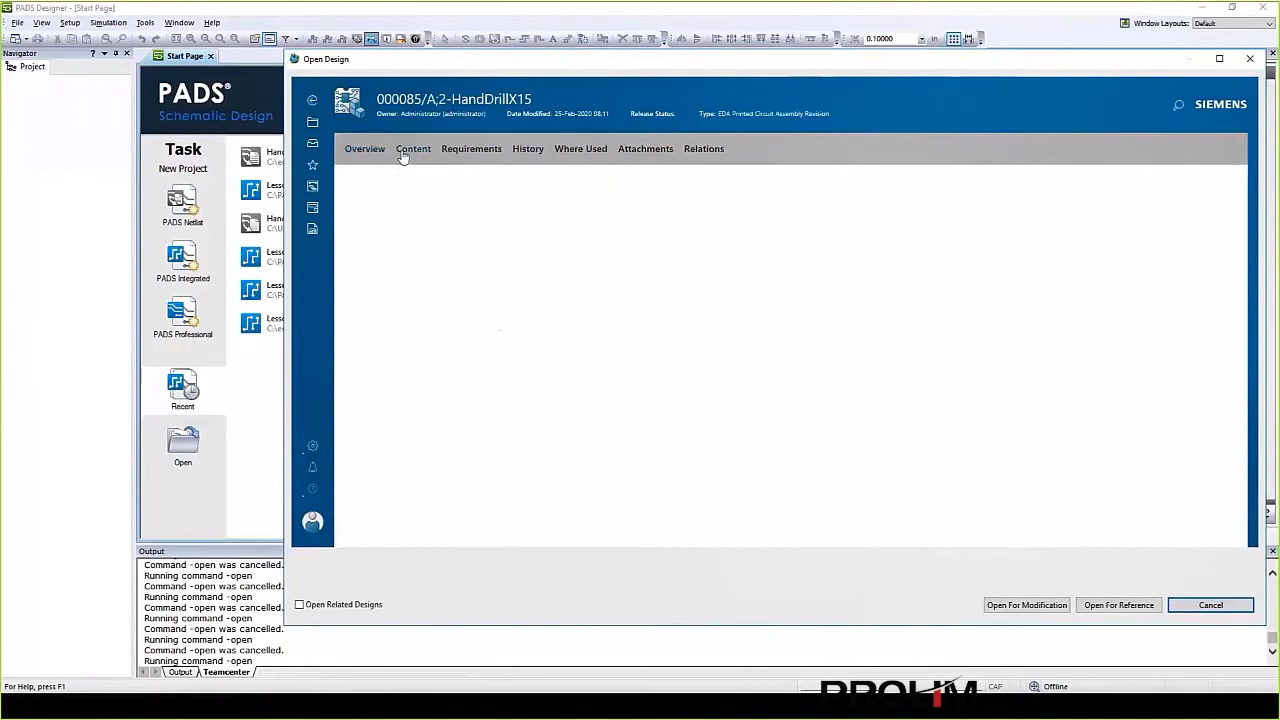 PADS Designer - [Start Page]
File View Setup Simulation Tools Window Help
Window Layouts: Default
0.10000 in
Navigator
Start Page
Project
Open Design
PADS®
Schematic Design
000085/A;2-HandDrillX15
Owner: Administrator (administrator) Date Modified: 25-Feb-2020 08:11 Release Status: Type: EDA Printed Circuit Assembly Revision
SIEMENS
Overview Content Requirements History Where Used Attachments Relations
Task
New Project
PADS Netlist
PADS Integrated
PADS Professional
Recent
Open
Output
Command -open was cancelled.
Running command -open
Command -open was cancelled.
Running command -open
Command -open was cancelled.
Running command -open
Command -open was cancelled.
Running command -open
Command -open was cancelled.
Running command -open
Open Related Designs
Open For Modification Open For Reference Cancel
Output Teamcenter
For Help, press F1
PROLIM
CAP
Offline